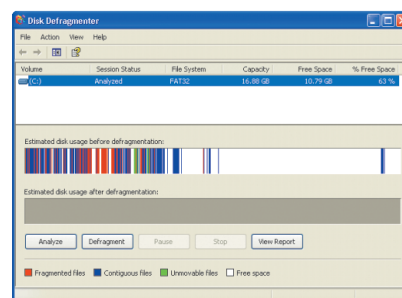 Disk Defragmenter
File Action View Help
Volume Session Status File System Capacity Free Space % Free Space
(C:) Analyzed FAT32 16.88 GB 10.79 GB 63 %
Estimated disk usage before defragmentation:
Estimated disk usage after defragmentation:
Analyze Defragment Pause Stop View Report
Fragmented files Contiguous files Unmovable files Free space